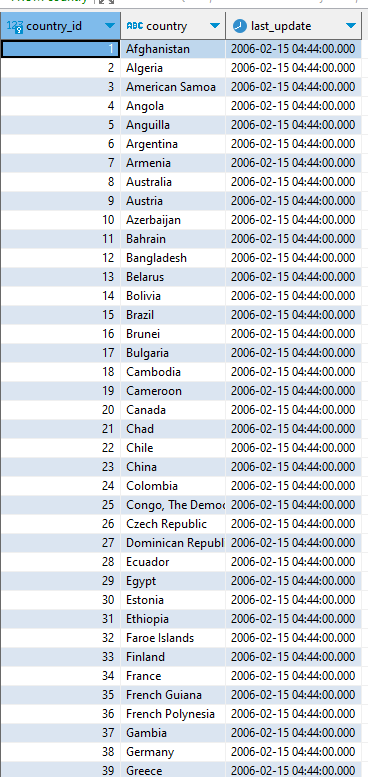 123 country_id ABC country last_update
1 Afghanistan 2006-02-15 04:44:00.000
2 Algeria 2006-02-15 04:44:00.000
3 American Samoa 2006-02-15 04:44:00.000
4 Angola 2006-02-15 04:44:00.000
5 Anguilla 2006-02-15 04:44:00.000
6 Argentina 2006-02-15 04:44:00.000
7 Armenia 2006-02-15 04:44:00.000
8 Australia 2006-02-15 04:44:00.000
9 Austria 2006-02-15 04:44:00.000
10 Azerbaijan 2006-02-15 04:44:00.000
11 Bahrain 2006-02-15 04:44:00.000
12 Bangladesh 2006-02-15 04:44:00.000
13 Belarus 2006-02-15 04:44:00.000
14 Bolivia 2006-02-15 04:44:00.000
15 Brazil 2006-02-15 04:44:00.000
16 Brunei 2006-02-15 04:44:00.000
17 Bulgaria 2006-02-15 04:44:00.000
18 Cambodia 2006-02-15 04:44:00.000
19 Cameroon 2006-02-15 04:44:00.000
20 Canada 2006-02-15 04:44:00.000
21 Chad 2006-02-15 04:44:00.000
22 Chile 2006-02-15 04:44:00.000
23 China 2006-02-15 04:44:00.000
24 Colombia 2006-02-15 04:44:00.000
25 Congo, The Democ 2006-02-15 04:44:00.000
26 Czech Republic 2006-02-15 04:44:00.000
27 Dominican Republ 2006-02-15 04:44:00.000
28 Ecuador 2006-02-15 04:44:00.000
29 Egypt 2006-02-15 04:44:00.000
30 Estonia 2006-02-15 04:44:00.000
31 Ethiopia 2006-02-15 04:44:00.000
32 Faroe Islands 2006-02-15 04:44:00.000
33 Finland 2006-02-15 04:44:00.000
34 France 2006-02-15 04:44:00.000
35 French Guiana 2006-02-15 04:44:00.000
36 French Polynesia 2006-02-15 04:44:00.000
37 Gambia 2006-02-15 04:44:00.000
38 Germany 2006-02-15 04:44:00.000
39 Greece 2006-02-15 04:44:00.000